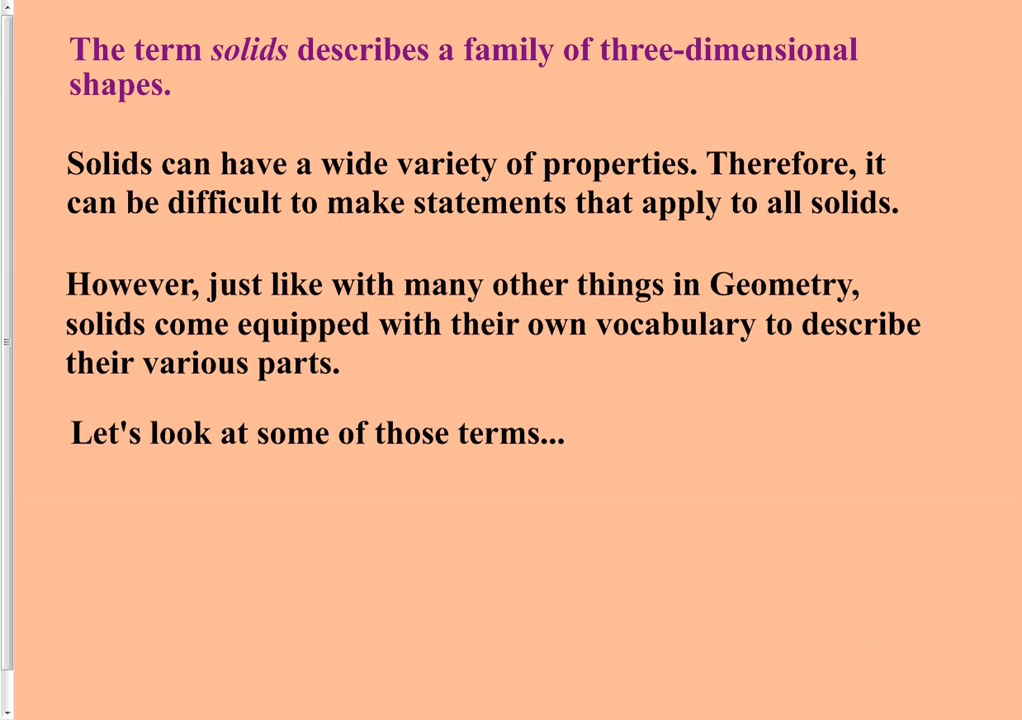 The term solids describes a family of three-dimensional
shapes.
Solids can have a wide variety of properties. Therefore, it
can be difficult to make statements that apply to all solids.
However, just like with many other things in Geometry,
solids come equipped with their own vocabulary to describe
their various parts.
Let's look at some of those terms...